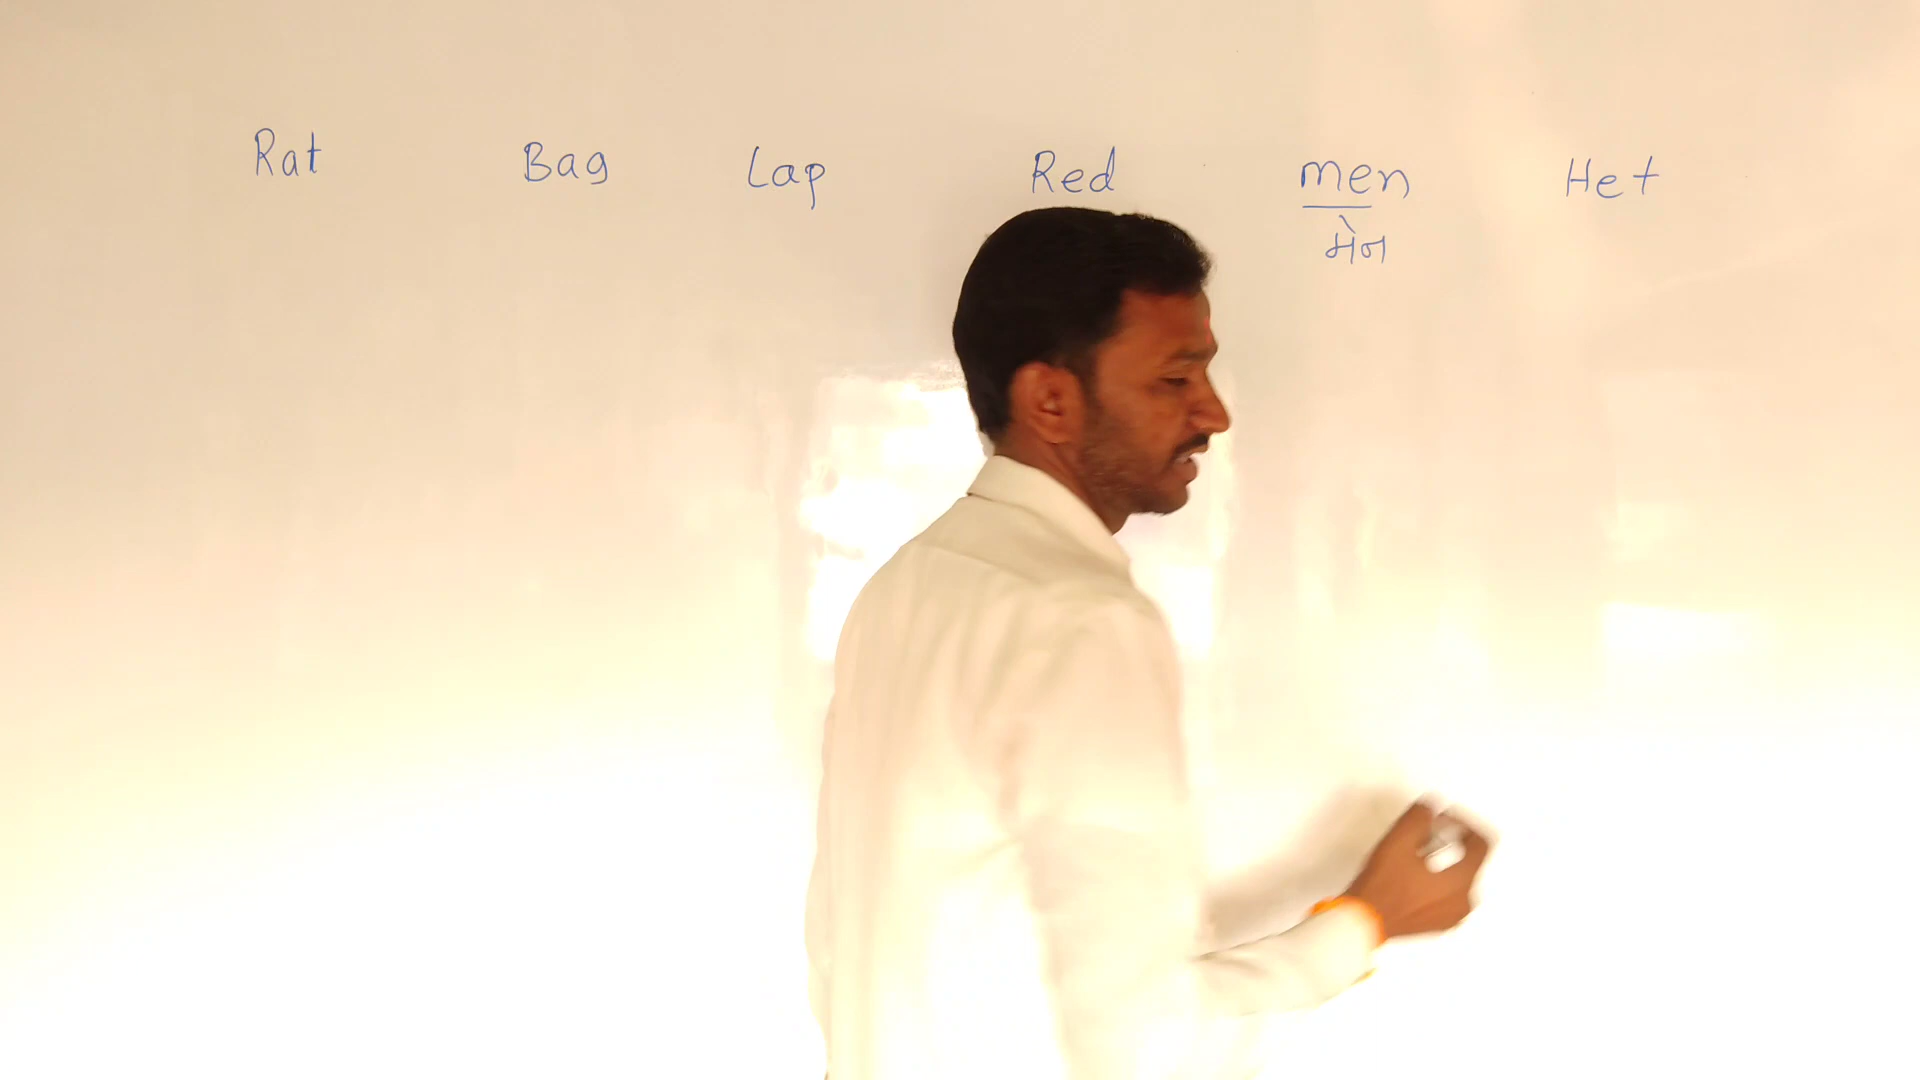 Rat Bag Lap Red men Het
મેન